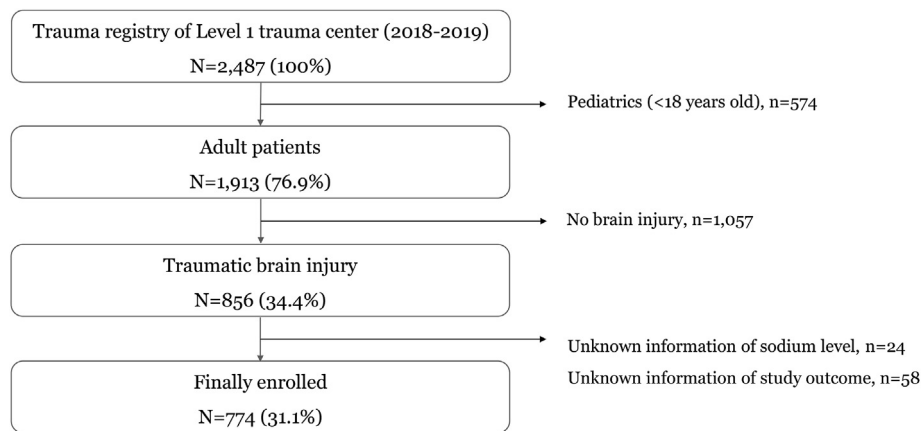 Trauma registry of Level 1 trauma center (2018-2019)
N=2,487 (100%)
Pediatrics (<18 years old), n=574
Adult patients
N=1,913 (76.9%)
No brain injury, n=1,057
Traumatic brain injury
N=856 (34.4%)
Unknown information of sodium level, n=24
Unknown information of study outcome, n=58
Finally enrolled
N=774 (31.1%)